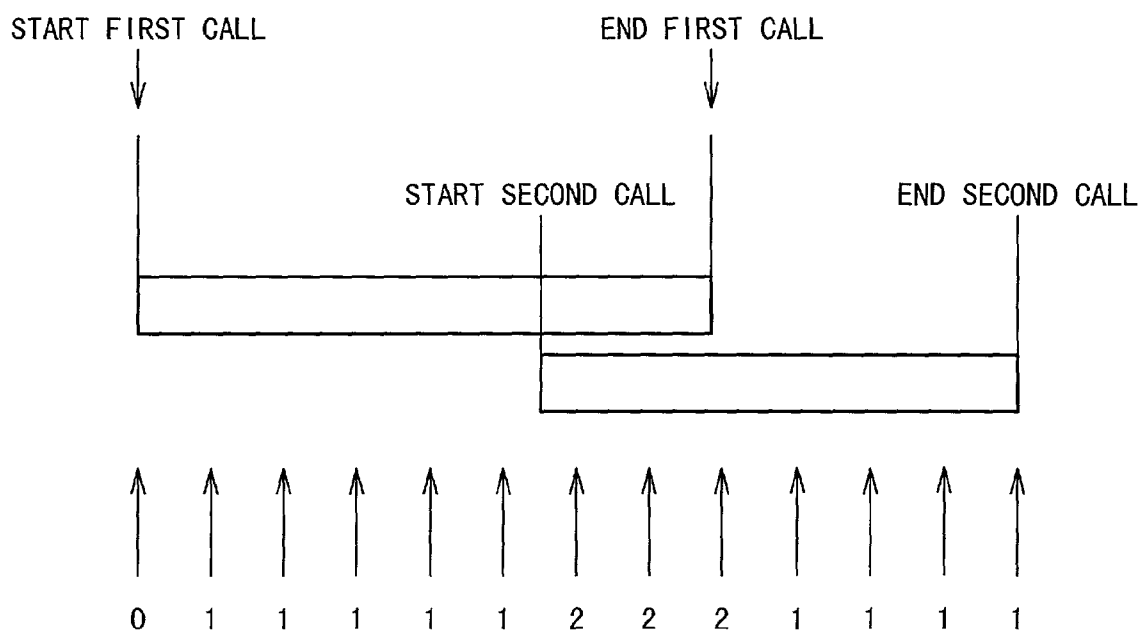 START FIRST CALL END FIRST CALL
START SECOND CALL END SECOND CALL
0 1 1 1 1 1 2 2 2 1 1 1 1